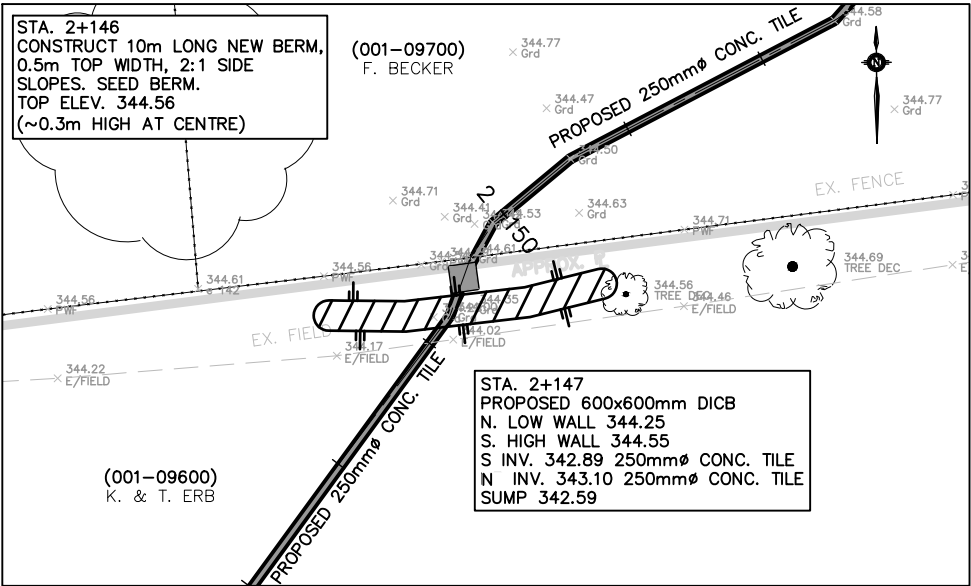 STA. 2+146
CONSTRUCT 10m LONG NEW BERM,
0.5m TOP WIDTH, 2:1 SIDE
SLOPES. SEED BERM.
TOP ELEV. 344.56
(~0.3m HIGH AT CENTRE)
(001-09700)
F. BECKER
344.77
Grd
344.58
Grd
PROPOSED 250mmø CONC. TILE
N
344.47
Grd
344.77
Grd
344.50
Grd
EX. FENCE
344.71
Grd
344.41
Grd
344.53
344.63
Grd
344.71
PWF
150
344.61
Grd
APPROX.
344.69
TREE DEC
344.61
344.56
PWF
344.56
PWF
344.56
TREE DEC
344.46
E/FIELD
EX. FIELD
344.02
E/FIELD
344.17
E/FIELD
344.22
E/FIELD
PROPOSED 250mmø CONC. TILE
STA. 2+147
PROPOSED 600x600mm DICB
N. LOW WALL 344.25
S. HIGH WALL 344.55
S INV. 342.89 250mmø CONC. TILE
N INV. 343.10 250mmø CONC. TILE
SUMP 342.59
(001-09600)
K. & T. ERB